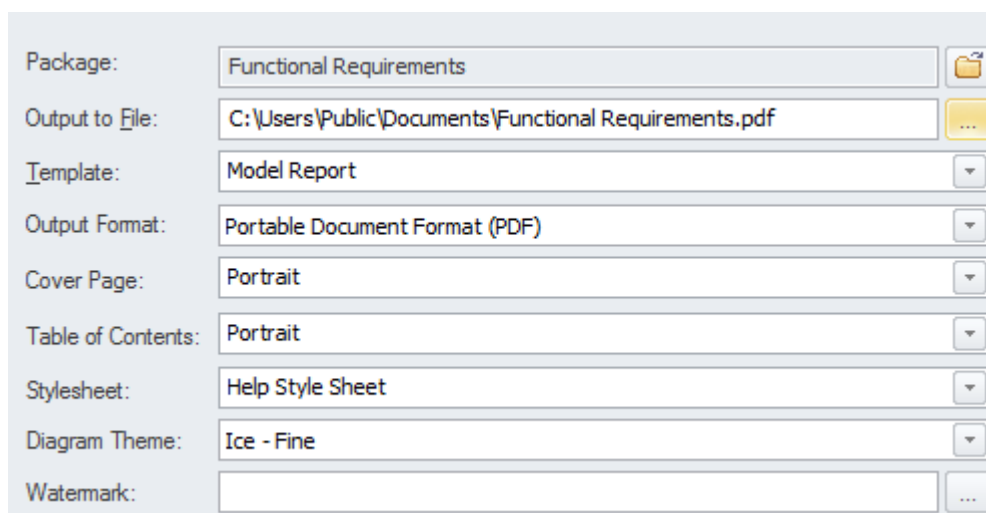 Package: Functional Requirements
Output to File: C:\Users\Public\Documents\Functional Requirements.pdf ...
Template: Model Report
Output Format: Portable Document Format (PDF)
Cover Page: Portrait
Table of Contents: Portrait
Stylesheet: Help Style Sheet
Diagram Theme: Ice - Fine
Watermark: ...